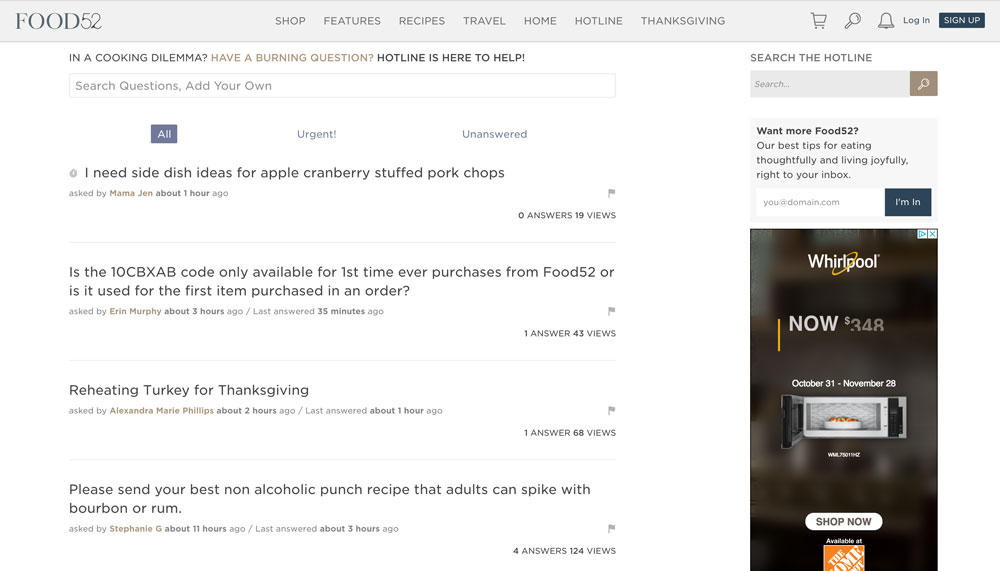 FOOD52
SHOP FEATURES RECIPES TRAVEL HOME HOTLINE THANKSGIVING
Log In SIGN UP
IN A COOKING DILEMMA? HAVE A BURNING QUESTION? HOTLINE IS HERE TO HELP!
Search Questions, Add Your Own
All Urgent! Unanswered
I need side dish ideas for apple cranberry stuffed pork chops
asked by Mama Jen about 1 hour ago
0 ANSWERS 19 VIEWS
Is the 10CBXAB code only available for 1st time ever purchases from Food52 or
is it used for the first item purchased in an order?
asked by Erin Murphy about 3 hours ago / Last answered 35 minutes ago
1 ANSWER 43 VIEWS
Reheating Turkey for Thanksgiving
asked by Alexandra Marie Phillips about 2 hours ago / Last answered about 1 hour ago
1 ANSWER 68 VIEWS
Please send your best non alcoholic punch recipe that adults can spike with
bourbon or rum.
asked by Stephanie G about 11 hours ago / Last answered about 3 hours ago
4 ANSWERS 124 VIEWS
SEARCH THE HOTLINE
Search...
Want more Food52?
Our best tips for eating
thoughtfully and living joyfully,
right to your inbox.
you@domain.com I'm In
Whirlpool
NOW $348
October 31 - November 28
WML75011HZ
SHOP NOW
Available at
THE
HOME